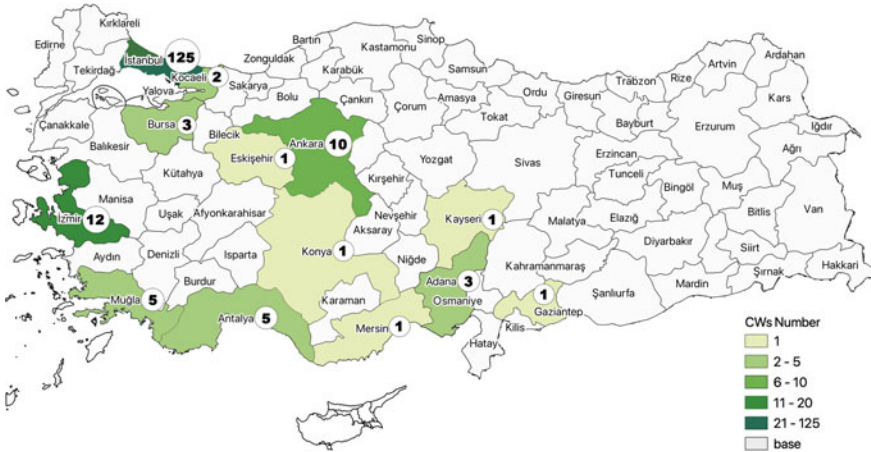 Kırklareli
Edirne
Tekirdağ
İstanbul
125
Kocaeli
2
Yalova
Sakarya
Zonguldak
Bartın
Karabük
Kastamonu
Sinop
Samsun
Bolu
Çankırı
Çorum
Amasya
Tokat
Ordu
Giresun
Trabzon
Rize
Artvin
Ardahan
Kars
Iğdır
Ağrı
Erzurum
Bayburt
Erzincan
Tunceli
Bingöl
Muş
Bitlis
Van
Hakkari
Şırnak
Siirt
Mardin
Diyarbakır
Elazığ
Malatya
Sivas
Yozgat
Kırşehir
Ankara
10
Eskişehir
1
Bilecik
Bursa
3
Çanakkale
Balıkesir
Kütahya
Manisa
İzmir
12
Uşak
Afyonkarahisar
Aydın
Denizli
Isparta
Burdur
Muğla
5
Antalya
5
Konya
1
Aksaray
Nevşehir
Niğde
Kayseri
1
Karaman
Mersin
1
Adana
3
Osmaniye
Kahramanmaraş
Gaziantep
1
Kilis
Hatay
Şanlıurfa
CWs Number
1
2 - 5
6 - 10
11 - 20
21 - 125
base